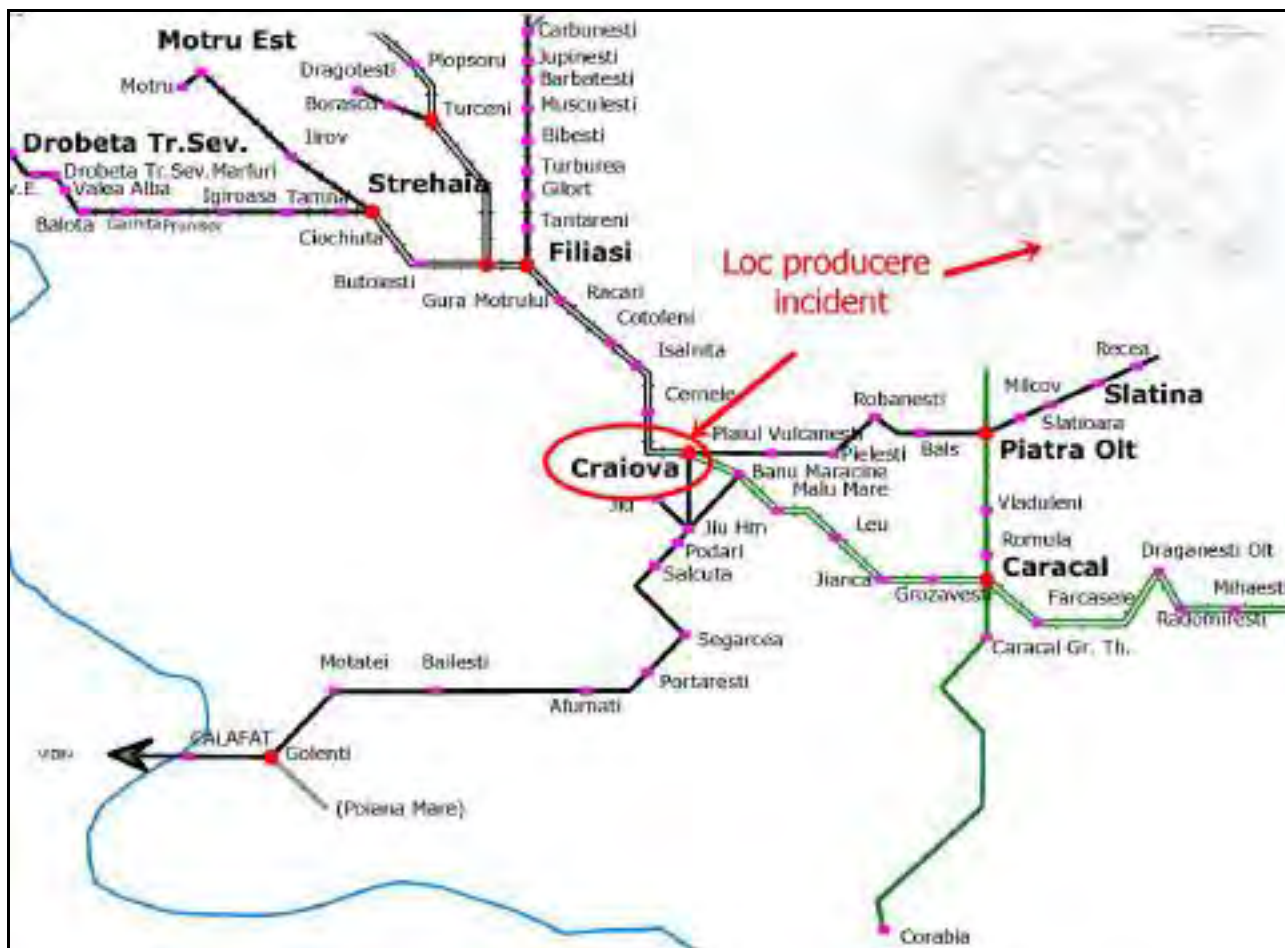 Carbunesti
Motru Est
Plopsoru
Jupinesti
Dragotesti
Barbatesti
Motru
Borascu
Turceni
Musculesti
Jirov
Bibesti
Drobeta Tr.Sev.
Drobeta Tr.Sev.Marfuri
Turburea
v.E.
Valea Alba
Igiroasa
Tamna
Strehaia
Gilort
Balota
Garnita
Prunisor
Tantareni
Ciochiuta
Filiasi
Loc producere
incident
Butoiesti
Gura Motrului
Racari
Cotofeni
Isalnita
Recea
Milcov
Slatina
Cernele
Robanesti
Slatioara
Plaiul Vulcanesti
Bals
Piatra Olt
Pielesti
Craiova
Banu Maracine
Malu Mare
Jiu
Jiu Hm
Leu
Vladuleni
Podari
Romula
Draganesti Olt
Salcuta
Jianca
Caracal
Grozavesti
Farcasele
Mihaesti
Radomiresti
Segarcea
Caracal Gr. Th.
Motatei
Bailesti
Portaresti
Afumati
CALAFAT
Golenti
(Poiana Mare)
Corabia